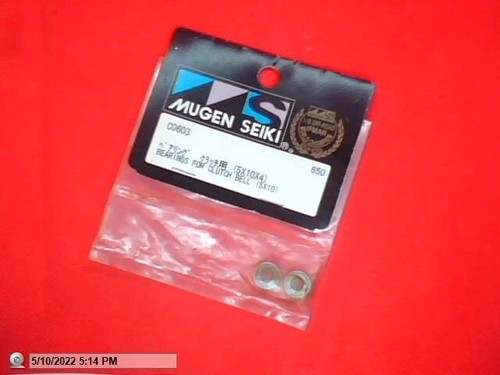 MUGEN SEIKI®
C0603
ベアリング クラッチ用 (5X10X4)
650
BEARINGS FOR CLUTCH BELL (5X10)
5/10/2022 5:14 PM